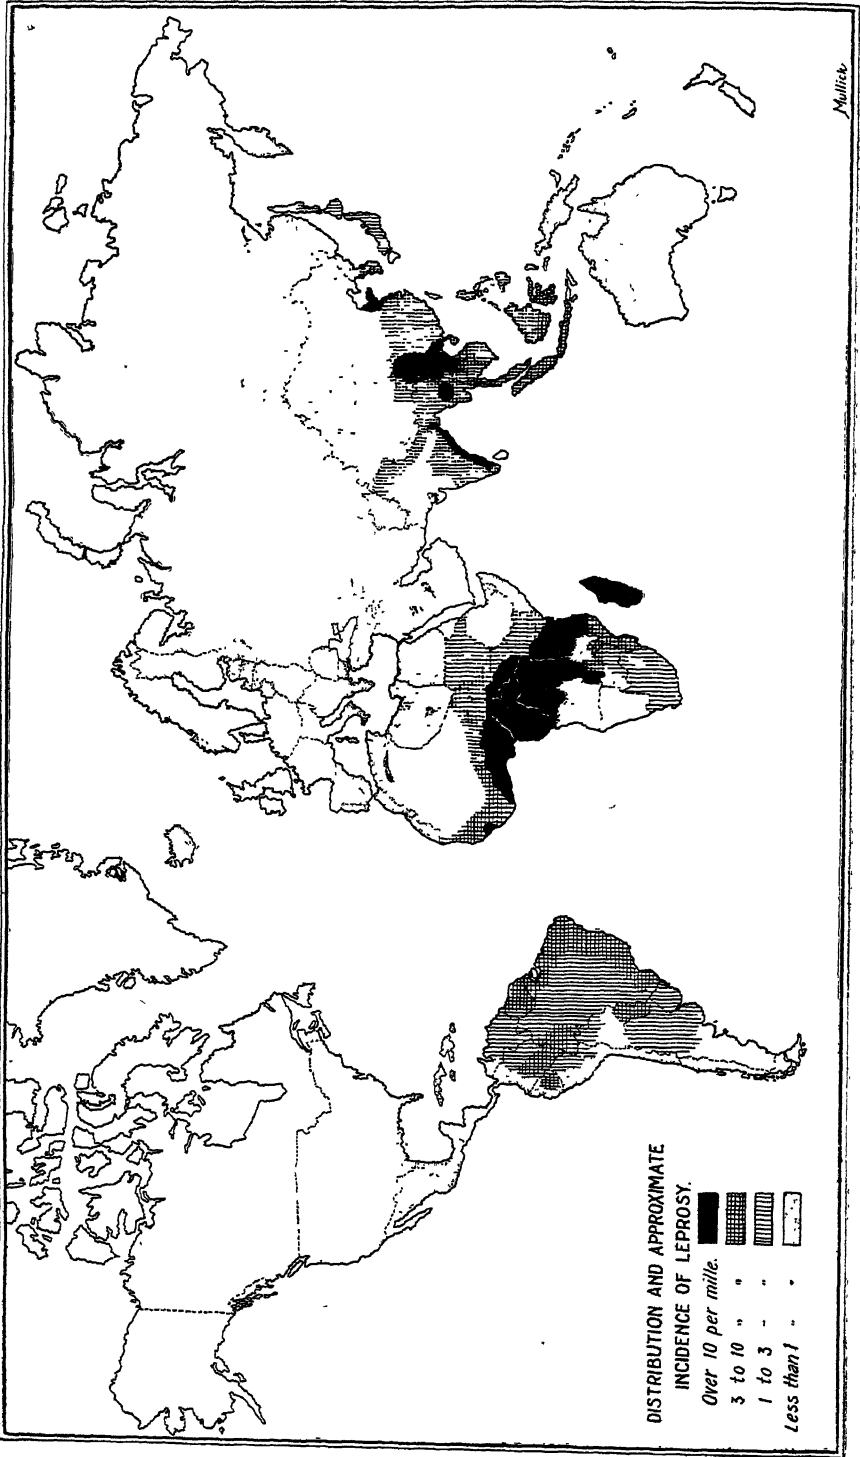 DISTRIBUTION AND APPROXIMATE
INCIDENCE OF LEPROSY.
Over 10 per mille.
3 to 10 " "
1 to 3 - "
Less than 1 - "
Mullick